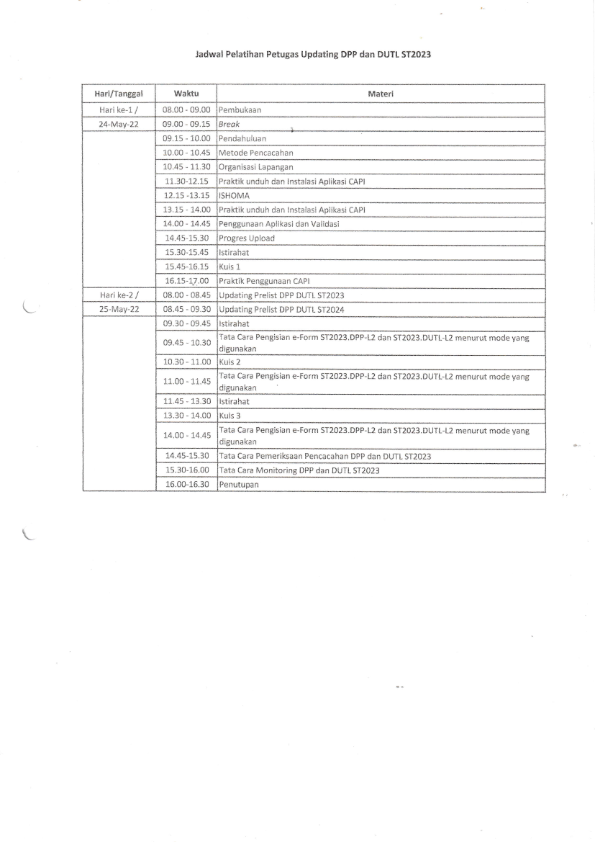 Jadwal Pelatihan Petugas Updating DPP dan DUTL ST2023
Hari/Tanggal Waktu Materi
Hari ke-1 / 08.00 - 09.00 Pembukaan
24-May-22 09.00 - 09.15 Break
09.15 - 10.00 Pendahuluan
10.00 - 10.45 Metode Pencacahan
10.45 - 11.30 Organisasi Lapangan
11.30-12.15 Praktik unduh dan Instalasi Aplikasi CAPI
12.15 -13.15 ISHOMA
13.15 - 14.00 Praktik unduh dan Instalasi Aplikasi CAPI
14.00 - 14.45 Penggunaan Aplikasi dan Validasi
14.45-15.30 Progres Upload
15.30-15.45 Istirahat
15.45-16.15 Kuis 1
16.15-17.00 Praktik Penggunaan CAPI
Hari ke-2 / 08.00 - 08.45 Updating Prelist DPP DUTL ST2023
25-May-22 08.45 - 09.30 Updating Prelist DPP DUTL ST2024
09.30 - 09.45 Istirahat
09.45 - 10.30 Tata Cara Pengisian e-Form ST2023.DPP-L2 dan ST2023.DUTL-L2 menurut mode yang
digunakan
10.30 - 11.00 Kuis 2
11.00 - 11.45 Tata Cara Pengisian e-Form ST2023.DPP-L2 dan ST2023.DUTL-L2 menurut mode yang
digunakan
11.45 - 13.30 Istirahat
13.30 - 14.00 Kuis 3
14.00 - 14.45 Tata Cara Pengisian e-Form ST2023.DPP-L2 dan ST2023.DUTL-L2 menurut mode yang
digunakan
14.45-15.30 Tata Cara Pemeriksaan Pencacahan DPP dan DUTL ST2023
15.30-16.00 Tata Cara Monitoring DPP dan DUTL ST2023
16.00-16.30 Penutupan